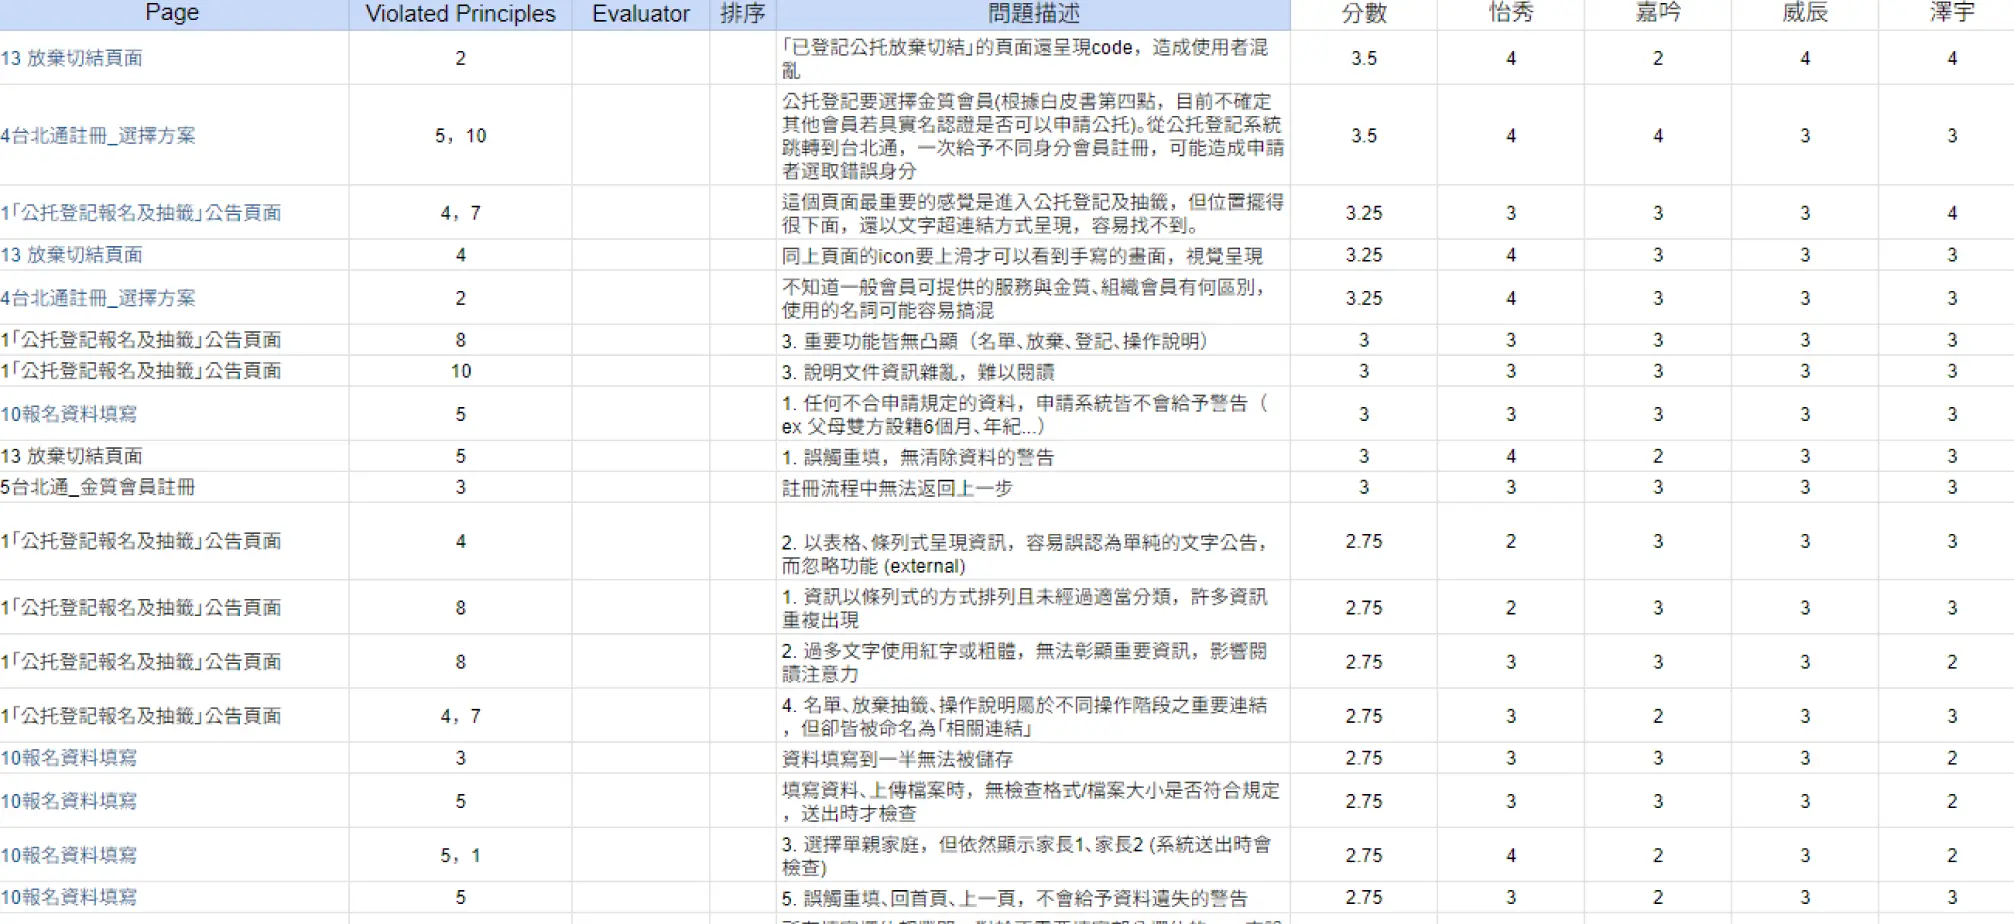 Page Violated Principles Evaluator 排序 問題描述 分數 怡秀 嘉吟 威辰 澤宇
13 放棄切結頁面 2 「已登記公托放棄切結」的頁面還呈現code，造成使用者混
亂 3.5 4 2 4 4
4台北通註冊_選擇方案 5，10 公托登記要選擇金質會員(根據白皮書第四點，目前不確定
其他會員若具實名認證是否可以申請公托)。從公托登記系統
跳轉到台北通，一次給予不同身分會員註冊，可能造成申請
者選取錯誤身分 3.5 4 4 3 3
1「公托登記報名及抽籤」公告頁面 4，7 這個頁面最重要的感覺是進入公托登記及抽籤，但位置擺得
很下面，還以文字超連結方式呈現，容易找不到。 3.25 3 3 3 4
13 放棄切結頁面 4 同上頁面的icon要上滑才可以看到手寫的畫面，視覺呈現 3.25 4 3 3 3
4台北通註冊_選擇方案 2 不知道一般會員可提供的服務與金質、組織會員有何區別，
使用的名詞可能容易搞混 3.25 4 3 3 3
1「公托登記報名及抽籤」公告頁面 8 3. 重要功能皆無凸顯（名單、放棄、登記、操作說明） 3 3 3 3 3
1「公托登記報名及抽籤」公告頁面 10 3. 說明文件資訊雜亂，難以閱讀 3 3 3 3 3
10報名資料填寫 5 1. 任何不合申請規定的資料，申請系統皆不會給予警告（
ex 父母雙方設籍6個月、年紀...） 3 3 3 3 3
13 放棄切結頁面 5 1. 誤觸重填，無清除資料的警告 3 4 2 3 3
5台北通_金質會員註冊 3 註冊流程中無法返回上一步 3 3 3 3 3
1「公托登記報名及抽籤」公告頁面 4 2. 以表格、條列式呈現資訊，容易誤認為單純的文字公告，
而忽略功能 (external) 2.75 2 3 3 3
1「公托登記報名及抽籤」公告頁面 8 1. 資訊以條列式的方式排列且未經過適當分類，許多資訊
重複出現 2.75 2 3 3 3
1「公托登記報名及抽籤」公告頁面 8 2. 過多文字使用紅字或粗體，無法彰顯重要資訊，影響閱
讀注意力 2.75 3 3 3 2
1「公托登記報名及抽籤」公告頁面 4，7 4. 名單、放棄抽籤、操作說明屬於不同操作階段之重要連結
，但卻皆被命名為「相關連結」 2.75 3 2 3 3
10報名資料填寫 3 資料填寫到一半無法被儲存 2.75 3 3 3 2
10報名資料填寫 5 填寫資料、上傳檔案時，無檢查格式/檔案大小是否符合規定
，送出時才檢查 2.75 3 3 3 2
10報名資料填寫 5，1 3. 選擇單親家庭，但依然顯示家長1、家長2 (系統送出時會
檢查) 2.75 4 2 3 2
10報名資料填寫 5 5. 誤觸重填、回首頁、上一頁，不會給予資料遺失的警告 2.75 3 2 3 3